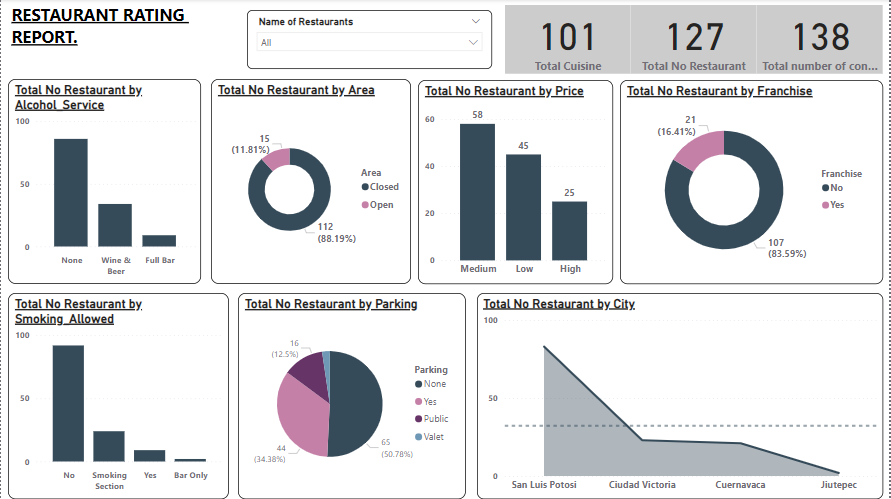 RESTAURANT RATING
REPORT.
Name of Restaurants
All
101
Total Cuisine
127
Total No Restaurant
138
Total number of con...
Total No Restaurant by
Alcohol_Service
100
50
0
None
Wine &
Beer
Full Bar
Total No Restaurant by Area
15
(11.81%)
112
(88.19%)
Area
Closed
Open
Total No Restaurant by Price
60
40
20
0
58
45
25
Medium
Low
High
Total No Restaurant by Franchise
21
(16.41%)
107
(83.59%)
Franchise
No
Yes
Total No Restaurant by
Smoking_Allowed
100
50
0
No
Smoking
Section
Yes
Bar Only
Total No Restaurant by Parking
16
(12.5%)
44
(34.38%)
65
(50.78%)
Parking
None
Yes
Public
Valet
Total No Restaurant by City
100
50
0
San Luis Potosi
Ciudad Victoria
Cuernavaca
Jiutepec